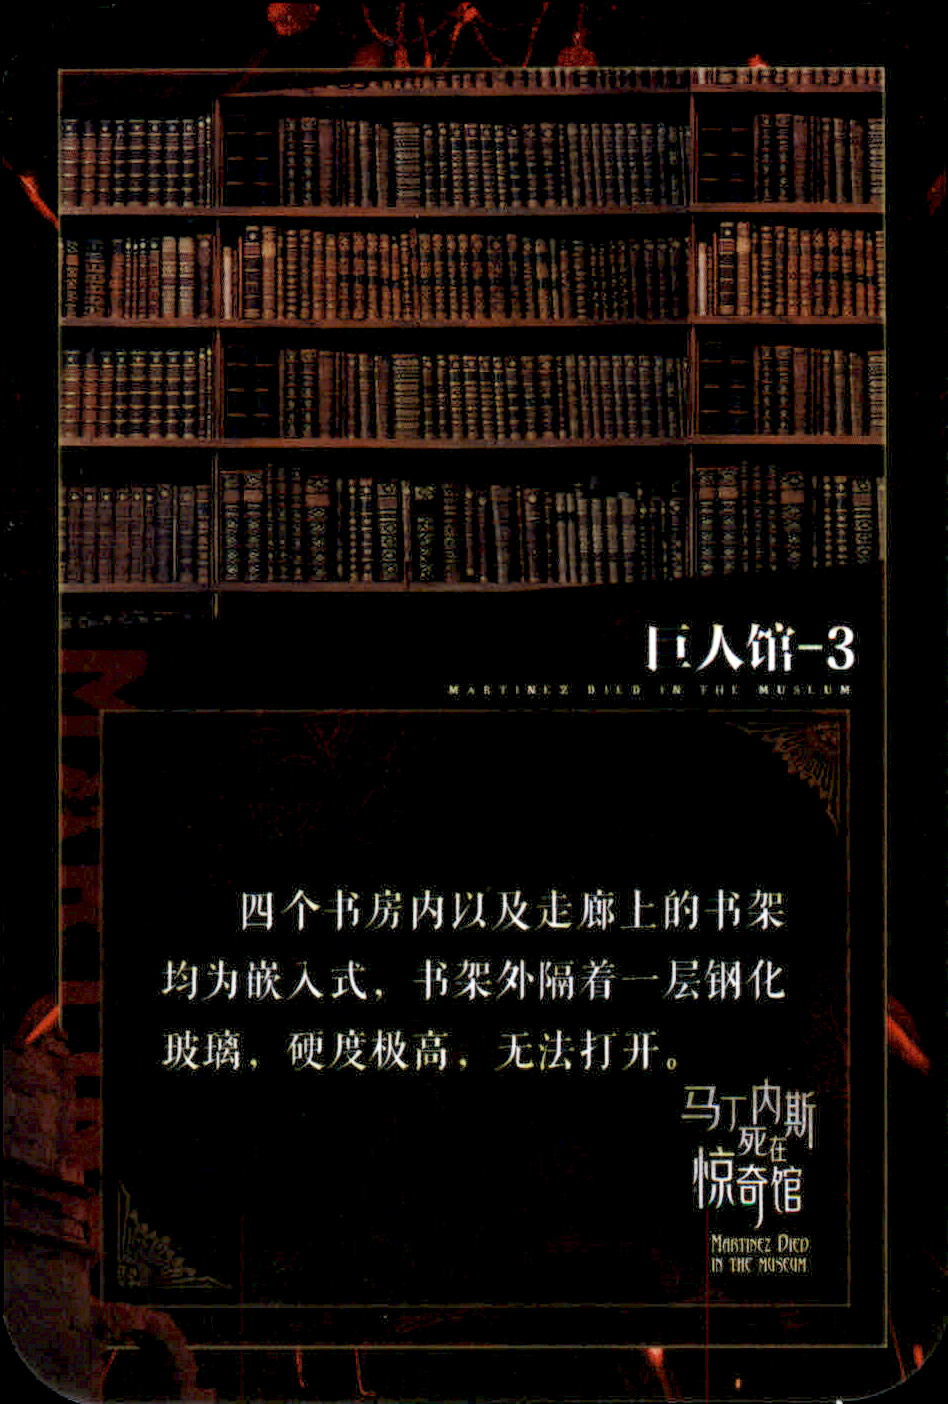 巨人馆-3
MARTINEZ DIED IN THE MUSEUM
四个书房内以及走廊上的书架
均为嵌入式，书架外隔着一层钢化
玻璃，硬度极高，无法打开。
马丁内斯
死在
惊奇馆
MARTINEZ DIED
IN THE MUSEUM